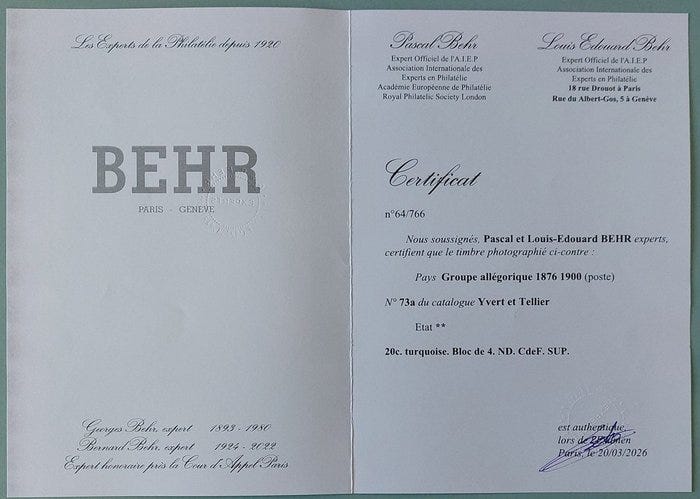 Les Experts de la Philatélie depuis 1920
BEHR
PARIS - GENEVE
Georges Behr, expert 1893 - 1980
Bernard Behr, expert 1924 - 2022
Expert honoraire près la Cour d'Appel Paris
Pascal Behr
Expert Officiel de l'A.I.E.P
Association Internationale des
Experts en Philatélie
Académie Européenne de Philatélie
Royal Philatelic Society London
Louis Edouard Behr
Expert Officiel de l'A.I.E.P
Association Internationale des
Experts en Philatélie
18 rue Drouot à Paris
Rue du Albert-Gos, 5 à Genève
Certificat
n°64/766
Nous soussignés, Pascal et Louis-Edouard BEHR experts,
certifient que le timbre photographié ci-contre :
Pays Groupe allégorique 1876 1900 (poste)
N° 73a du catalogue Yvert et Tellier
Etat **
20c. turquoise. Bloc de 4. ND. CdeF. SUP.
est authentique,
lors de
Paris, le 20/03/2026